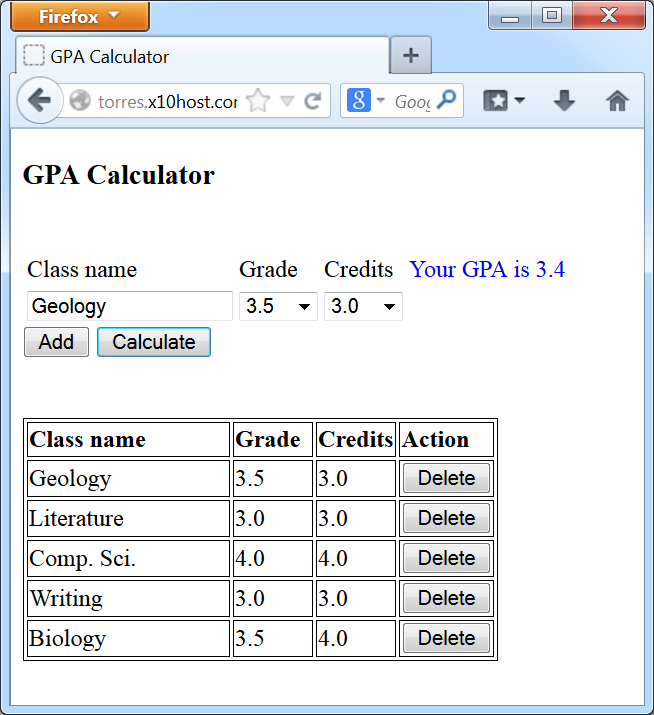 Firefox
GPA Calculator
torres.x10host.cor
Goog
GPA Calculator
Class name Grade Credits Your GPA is 3.4
Geology 3.5 3.0
Add Calculate
Class name Grade Credits Action
Geology 3.5 3.0 Delete
Literature 3.0 3.0 Delete
Comp. Sci. 4.0 4.0 Delete
Writing 3.0 3.0 Delete
Biology 3.5 4.0 Delete